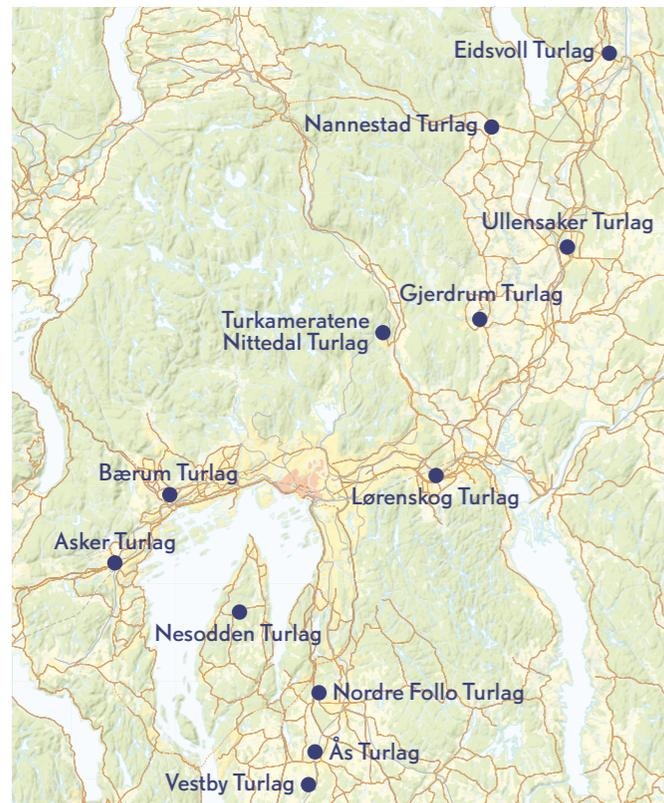 Eidsvoll Turlag
Nannestad Turlag
Ullensaker Turlag
Gjerdrum Turlag
Turkameratene
Nittedal Turlag
Bærum Turlag
Lørenskog Turlag
Asker Turlag
Nesodden Turlag
Nordre Follo Turlag
Ås Turlag
Vestby Turlag